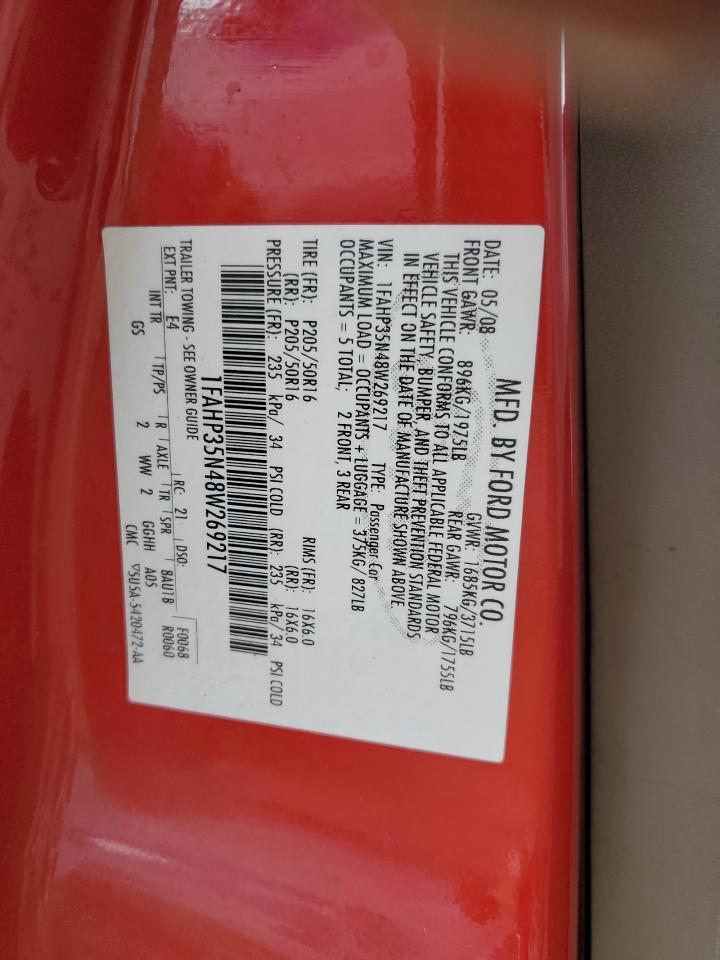 MFD. BY FORD MOTOR CO.
DATE: 05/08 GVWR: 1685KG/3715LB
FRONT GAWR: 896KG/1975LB REAR GAWR: 796KG/1755LB
THIS VEHICLE CONFORMS TO ALL APPLICABLE FEDERAL MOTOR
VEHICLE SAFETY, BUMPER, AND THEFT PREVENTION STANDARDS
IN EFFECT ON THE DATE OF MANUFACTURE SHOWN ABOVE.
VIN: 1FAHP35N48W269217 TYPE: Passenger Car
MAXIMUM LOAD = OCCUPANTS + LUGGAGE = 375KG/827LB
OCCUPANTS = 5 TOTAL; 2 FRONT, 3 REAR
TIRE (FR): P205/50R16 RIMS (FR): 16X6.0
(RR): P205/50R16 (RR): 16X6.0
PRESSURE (FR): 235 kPa/ 34 PSI COLD (RR): 235 kPa/ 34 PSI COLD
1FAHP35N48W269217
TRAILER TOWING - SEE OWNER GUIDE
EXT PNT: E4 RC: 21 DSO: F0068
INT TR TP/PS R AXLE TR SPR 8AU1B R0060
GS 2 WW 2 GGHH A05
CMC ▽5U5A-5420472-AA